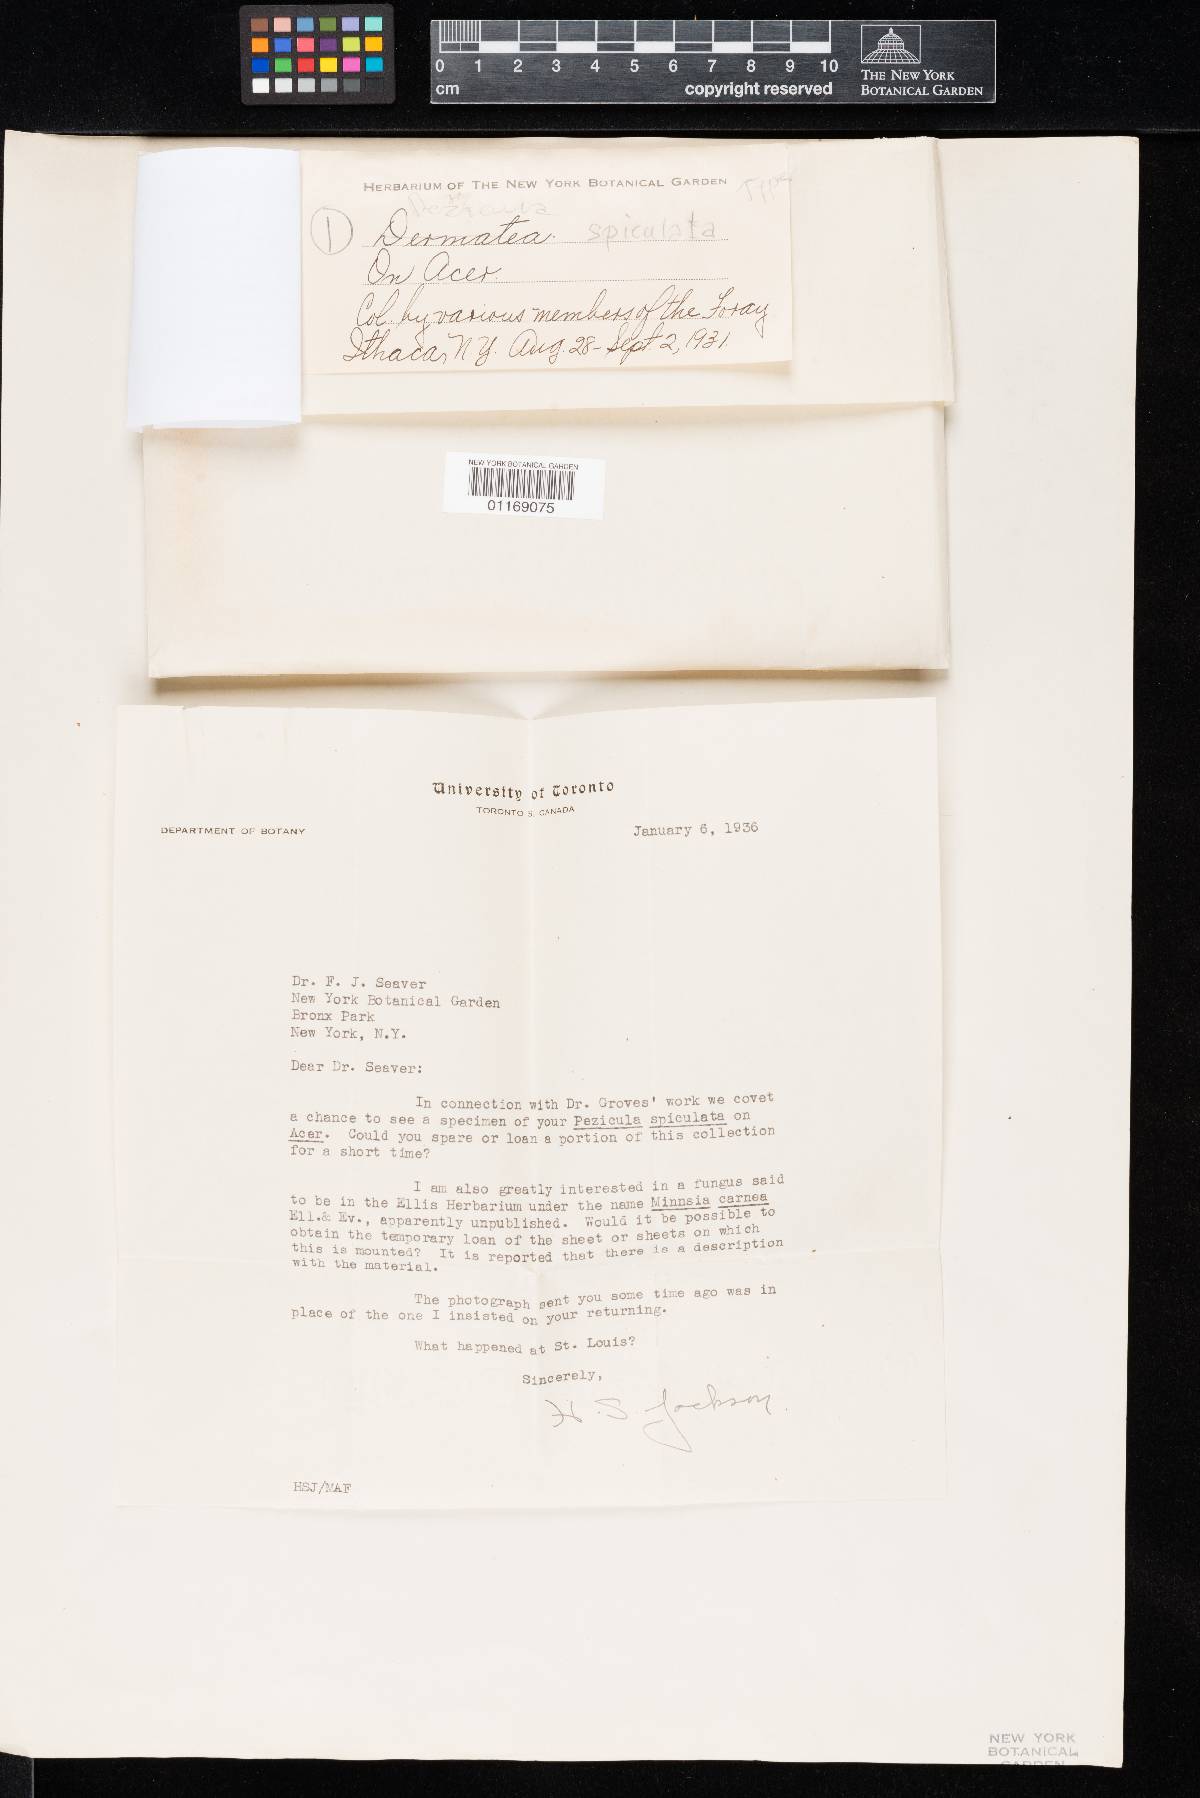 0 1 2 3 4 5 6 7 8 9 10
cm
copyright reserved
THE NEW YORK
BOTANICAL GARDEN
HERBARIUM OF THE NEW YORK BOTANICAL GARDEN
Type
Pezicula
1 Dermatea. spiculata
On Acer.
Col. by various members of the Foray
Ithaca, N.Y. Aug. 28 - Sept. 2, 1931.
NEW YORK BOTANICAL GARDEN
01169075
University of Toronto
TORONTO 5, CANADA
DEPARTMENT OF BOTANY
January 6, 1936
Dr. F. J. Seaver
New York Botanical Garden
Bronx Park
New York, N.Y.
Dear Dr. Seaver:
In connection with Dr. Groves' work we covet
a chance to see a specimen of your Pezicula spiculata on
Acer. Could you spare or loan a portion of this collection
for a short time?
I am also greatly interested in a fungus said
to be in the Ellis Herbarium under the name Minnsia carnea
Ell.& Ev., apparently unpublished. Would it be possible to
obtain the temporary loan of the sheet or sheets on which
this is mounted? It is reported that there is a description
with the material.
The photograph sent you some time ago was in
place of the one I insisted on your returning.
What happened at St. Louis?
Sincerely,
H. S. Jackson.
HSJ/MAF
NEW YORK
BOTANICAL
GARDEN